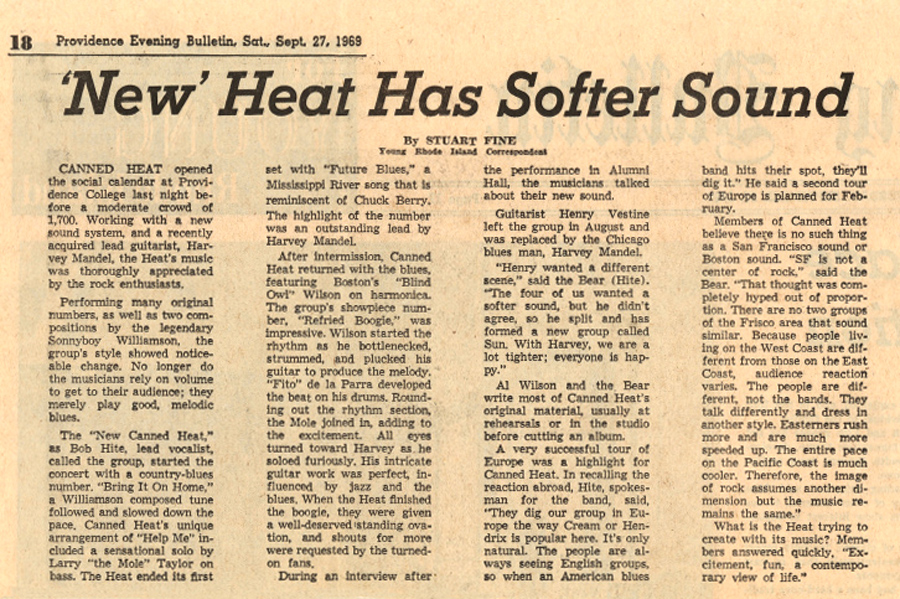 18 Providence Evening Bulletin, Sat., Sept. 27, 1969
'New' Heat Has Softer Sound
By STUART FINE
Young Rhode Island Correspondent
CANNED HEAT opened
the social calendar at Provi-
dence College last night be-
fore a moderate crowd of
1,700. Working with a new
sound system, and a recently
acquired lead guitarist, Har-
vey Mandel, the Heat's music
was thoroughly appreciated
by the rock enthusiasts.
Performing many original
numbers, as well as two com-
positions by the legendary
Sonnyboy Williamson, the
group's style showed notice-
able change. No longer do
the musicians rely on volume
to get to their audience; they
merely play good, melodic
blues.
The "New Canned Heat,"
as Bob Hite, lead vocalist,
called the group, started the
concert with a country-blues
number. "Bring It On Home,"
a Williamson composed tune
followed and slowed down the
pace. Canned Heat's unique
arrangement of "Help Me" in-
cluded a sensational solo by
Larry "the Mole" Taylor on
bass. The Heat ended its first
set with "Future Blues," a
Mississippi River song that is
reminiscent of Chuck Berry.
The highlight of the number
was an outstanding lead by
Harvey Mandel.
After intermission, Canned
Heat returned with the blues,
featuring Boston's "Blind
Owl" Wilson on harmonica.
The group's showpiece num-
ber, "Refried Boogie," was
impressive. Wilson started the
rhythm as he bottlenecked,
strummed, and plucked his
guitar to produce the melody.
"Fito" de la Parra developed
the beat on his drums. Round-
ing out the rhythm section,
the Mole joined in, adding to
the excitement. All eyes
turned toward Harvey as he
soloed furiously. His intricate
guitar work was perfect, in-
fluenced by jazz and the
blues. When the Heat finished
the boogie, they were given
a well-deserved standing ova-
tion, and shouts for more
were requested by the turned-
on fans.
During an interview after
the performance in Alumni
Hall, the musicians talked
about their new sound.
Guitarist Henry Vestine
left the group in August and
was replaced by the Chicago
blues man, Harvey Mandel.
"Henry wanted a different
scene," said the Bear (Hite).
"The four of us wanted a
softer sound, but he didn't
agree, so he split and has
formed a new group called
Sun. With Harvey, we are a
lot tighter; everyone is hap-
py."
Al Wilson and the Bear
write most of Canned Heat's
original material, usually at
rehearsals or in the studio
before cutting an album.
A very successful tour of
Europe was a highlight for
Canned Heat. In recalling the
reaction abroad, Hite, spokes-
man for the band, said,
"They dig our group in Eu-
rope the way Cream or Hen-
drix is popular here. It's only
natural. The people are al-
ways seeing English groups,
so when an American blues
band hits their spot, they'll
dig it." He said a second tour
of Europe is planned for Feb-
ruary.
Members of Canned Heat
believe there is no such thing
as a San Francisco sound or
Boston sound. "SF is not a
center of rock," said the
Bear. "That thought was com-
pletely hyped out of propor-
tion. There are no two groups
of the Frisco area that sound
similar. Because people liv-
ing on the West Coast are dif-
ferent from those on the East
Coast, audience reaction
varies. The people are dif-
ferent, not the bands. They
talk differently and dress in
another style. Easterners rush
more and are much more
speeded up. The entire pace
on the Pacific Coast is much
cooler. Therefore, the image
of rock assumes another di-
mension but the music re-
mains the same."
What is the Heat trying to
create with its music? Mem-
bers answered quickly, "Ex-
citement, fun, a contempo-
rary view of life."